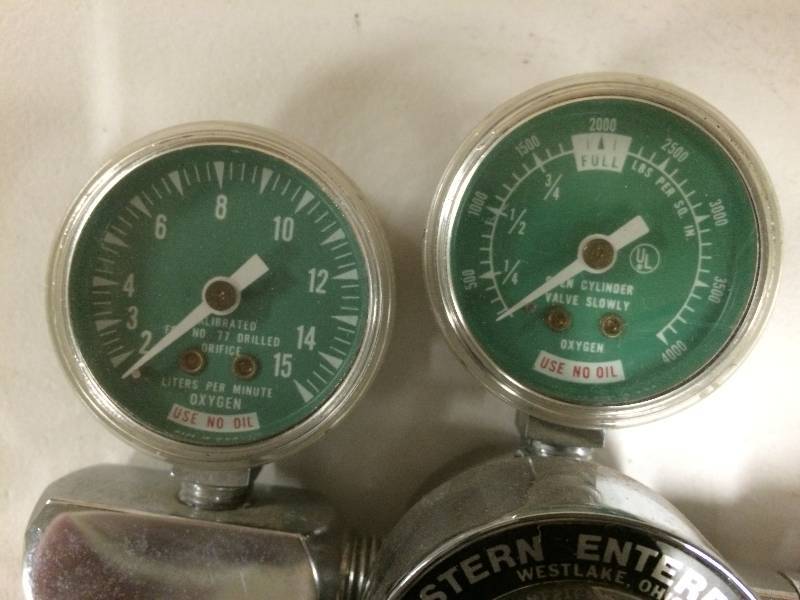 2
3
4
6
8
10
12
14
15
CALIBRATED
NO. 77 DRILLED
ORIFICE
LITERS PER MINUTE
OXYGEN
USE NO OIL
500
1000
1500
2000
2500
3000
3500
4000
1/4
1/2
3/4
FULL
LBS PER SQ. IN.
UL
CYLINDER
VALVE SLOWLY
OXYGEN
USE NO OIL
STERN ENTERP
WESTLAKE, OH